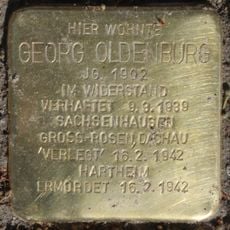 HIER WOHNTE
GEORG OLDENBURG
JG. 1902
IM WIDERSTAND
VERHAFTET 9.9.1939
SACHSENHAUSEN
GROSS-ROSEN, DACHAU
'VERLEGT' 16.2.1942
HARTHEIM
ERMORDET 16.2.1942